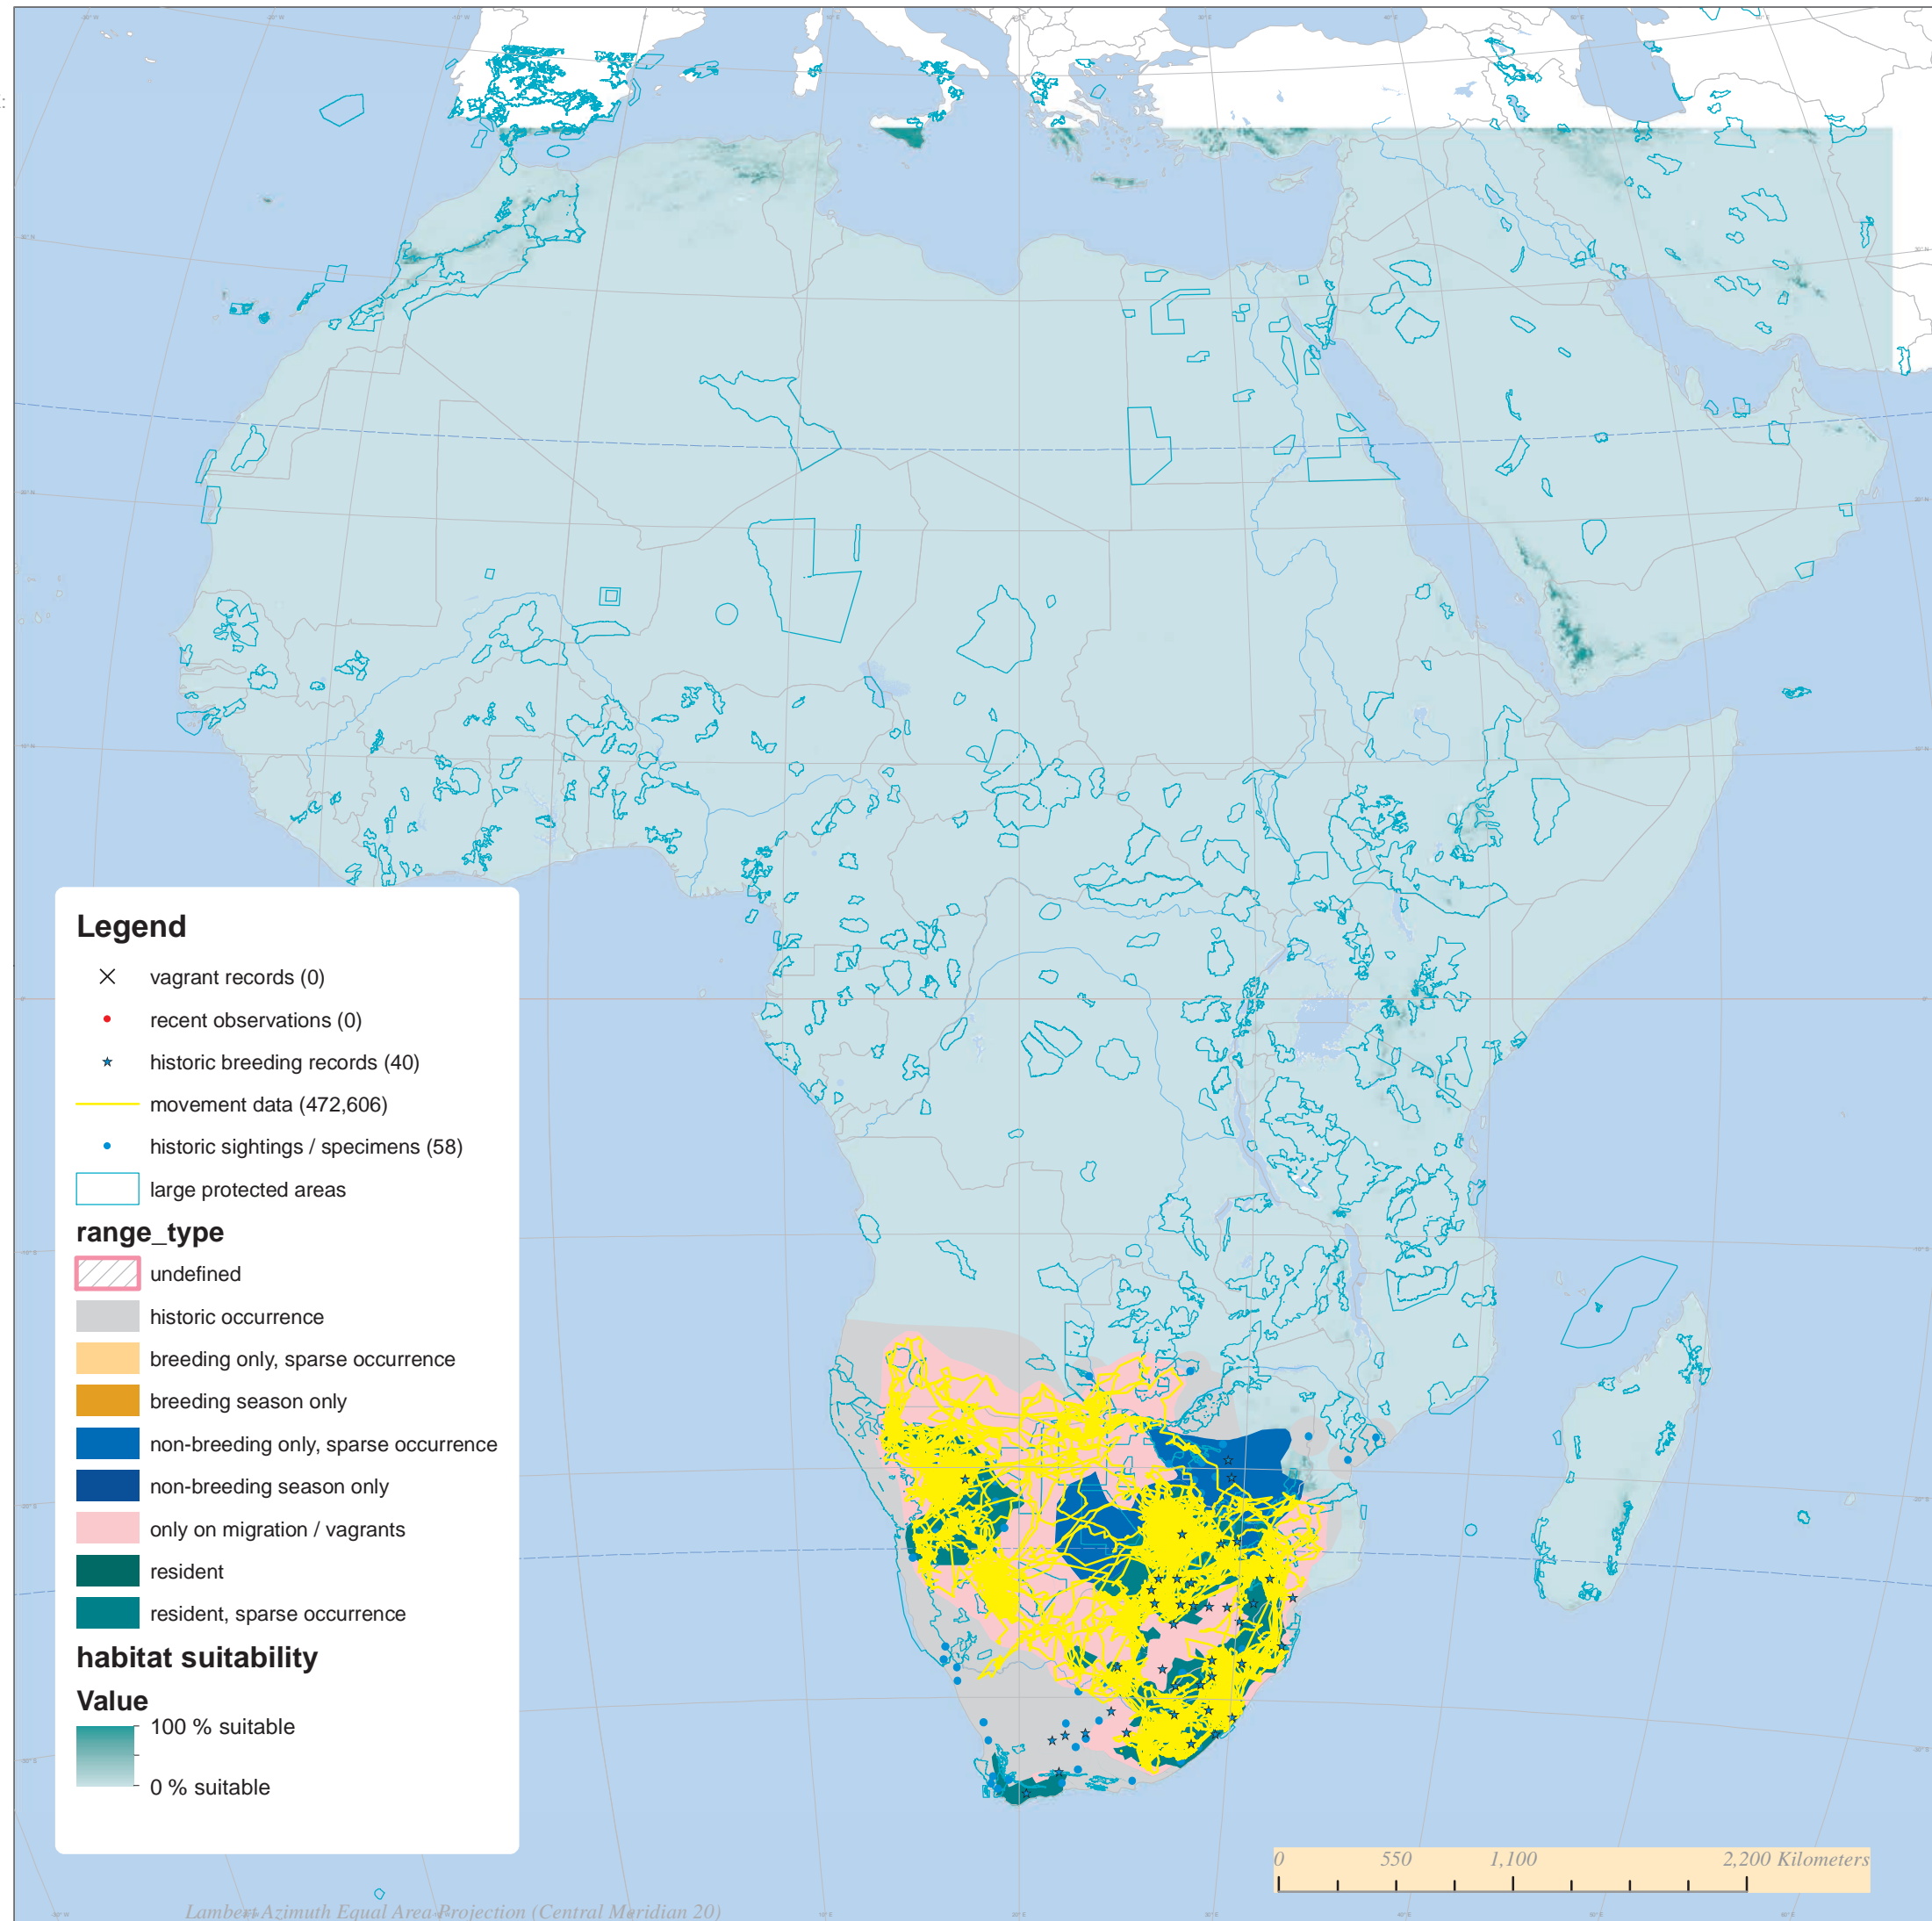 Legend
vagrant records (0)
recent observations (0)
historic breeding records (40)
movement data (472,606)
historic sightings / specimens (58)
large protected areas
range_type
undefined
historic occurrence
breeding only, sparse occurrence
breeding season only
non-breeding only, sparse occurrence
non-breeding season only
only on migration / vagrants
resident
resident, sparse occurrence
habitat suitability
Value
100 % suitable
0 % suitable
0 550 1,100 2,200 Kilometers
Lambert Azimuth Equal Area Projection (Central Meridian 20)